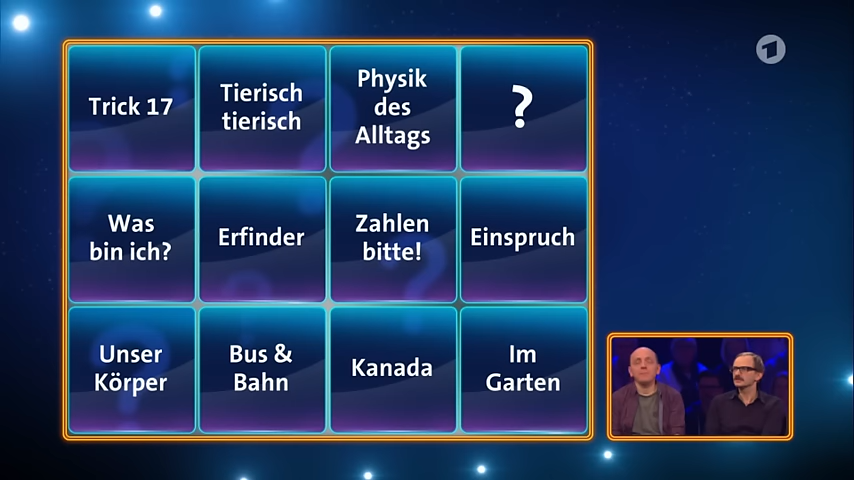 Trick 17
Tierisch
tierisch
Physik
des
Alltags
?
Was
bin ich?
Erfinder
Zahlen
bitte!
Einspruch
Unser
Körper
Bus &
Bahn
Kanada
Im
Garten
1